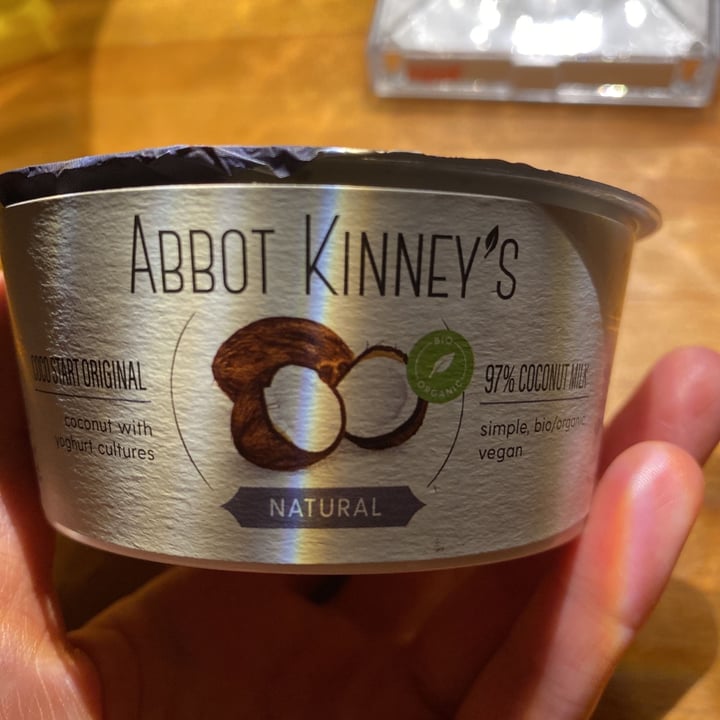 ABBOT KINNEY'S
COCO START ORIGINAL
coconut with
yoghurt cultures
BIO
ORGANIC
97% COCONUT MILK
simple, bio/organic,
vegan
NATURAL